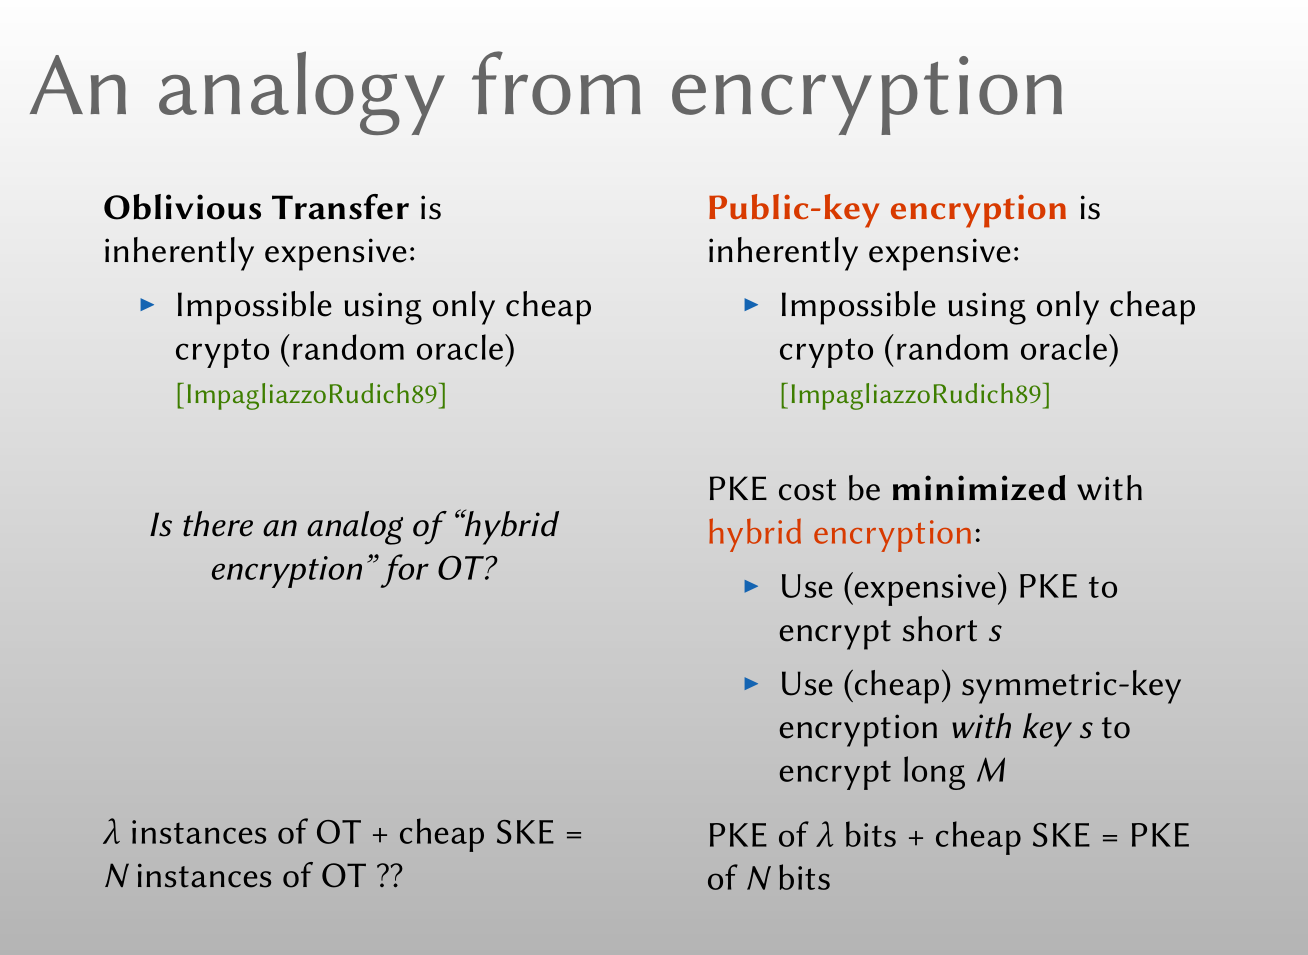 An analogy from encryption
Oblivious Transfer is
inherently expensive:
▶ Impossible using only cheap
crypto (random oracle)
[ImpagliazzoRudich89]
Is there an analog of “hybrid
encryption” for OT?
λ instances of OT + cheap SKE =
N instances of OT ??
Public-key encryption is
inherently expensive:
▶ Impossible using only cheap
crypto (random oracle)
[ImpagliazzoRudich89]
PKE cost be minimized with
hybrid encryption:
▶ Use (expensive) PKE to
encrypt short s
▶ Use (cheap) symmetric-key
encryption with key s to
encrypt long M
PKE of λ bits + cheap SKE = PKE
of N bits